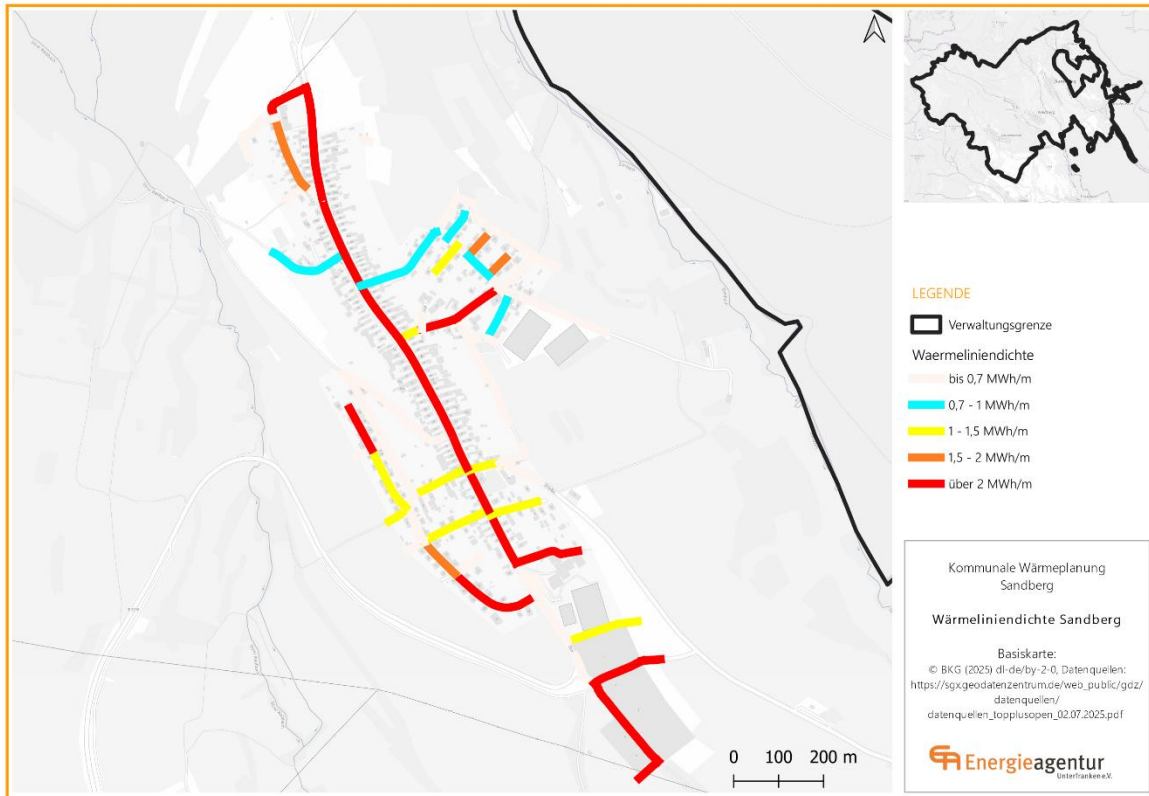 LEGENDE
Verwaltungsgrenze
Waermeliniendichte
bis 0,7 MWh/m
0,7 - 1 MWh/m
1 - 1,5 MWh/m
1,5 - 2 MWh/m
über 2 MWh/m
0 100 200 m
Kommunale Wärmeplanung
Sandberg
Wärmeliniendichte Sandberg
Basiskarte:
© BKG (2025) dl-de/by-2-0, Datenquellen:
https://sgx.geodatenzentrum.de/web_public/gdz/
datenquellen/
datenquellen_topplusopen_02.07.2025.pdf
Energieagentur
Unterfranken e.V.